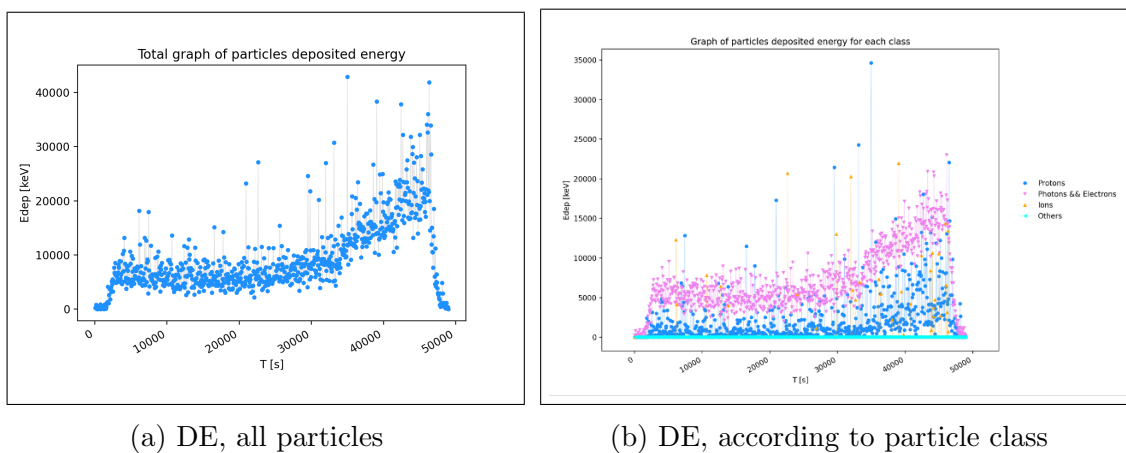 Total graph of particles deposited energy
Edep [keV]
40000
30000
20000
10000
0
0
10000
20000
30000
40000
50000
T [s]
(a) DE, all particles
Graph of particles deposited energy for each class
Edep [keV]
35000
30000
25000
20000
15000
10000
5000
0
0
10000
20000
30000
40000
50000
T [s]
Protons
Photons && Electrons
Ions
Others
(b) DE, according to particle class